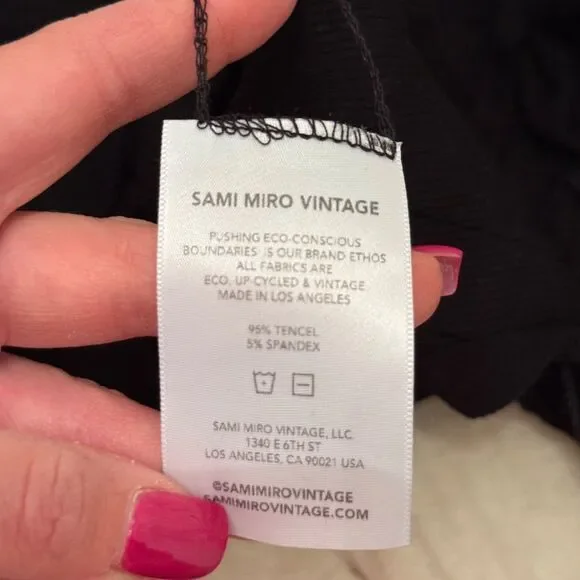 SAMI MIRO VINTAGE
PUSHING ECO-CONSCIOUS
BOUNDARIES IS OUR BRAND ETHOS
ALL FABRICS ARE
ECO, UP-CYCLED & VINTAGE
MADE IN LOS ANGELES
95% TENCEL
5% SPANDEX
SAMI MIRO VINTAGE, LLC
1340 E 6TH ST
LOS ANGELES, CA 90021 USA
@SAMIMIROVINTAGE
SAMIMIROVINTAGE.COM